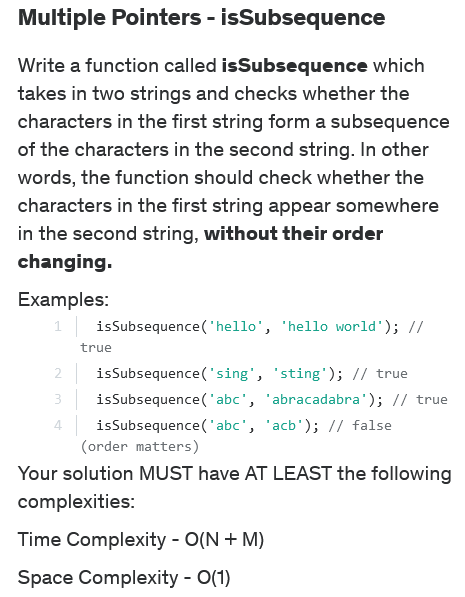 Multiple Pointers - isSubsequence
Write a function called isSubsequence which
takes in two strings and checks whether the
characters in the first string form a subsequence
of the characters in the second string. In other
words, the function should check whether the
characters in the first string appear somewhere
in the second string, without their order
changing.
Examples:
1 isSubsequence('hello', 'hello world'); //
true
2 isSubsequence('sing', 'sting'); // true
3 isSubsequence('abc', 'abracadabra'); // true
4 isSubsequence('abc', 'acb'); // false
(order matters)
Your solution MUST have AT LEAST the following
complexities:
Time Complexity - O(N + M)
Space Complexity - O(1)